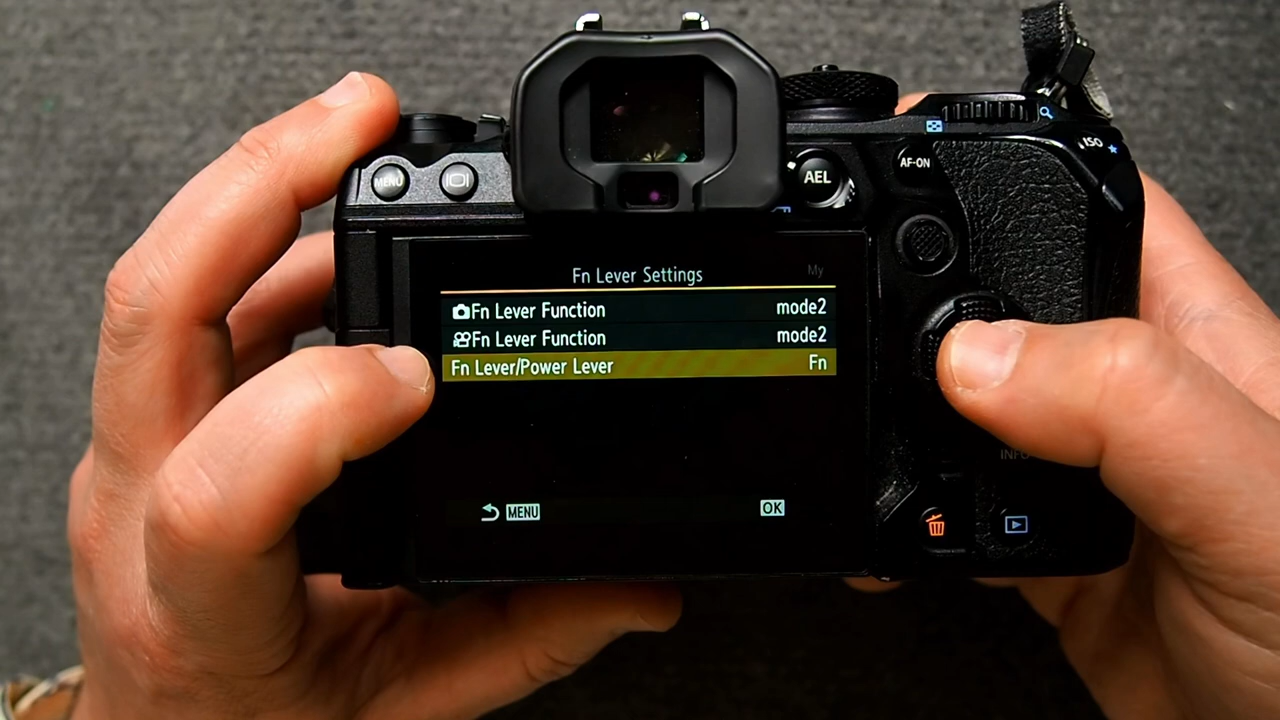 MENU
AEL
AF-ON
ISO
Fn Lever Settings My
Fn Lever Function mode2
Fn Lever Function mode2
Fn Lever/Power Lever Fn
MENU OK
INFO